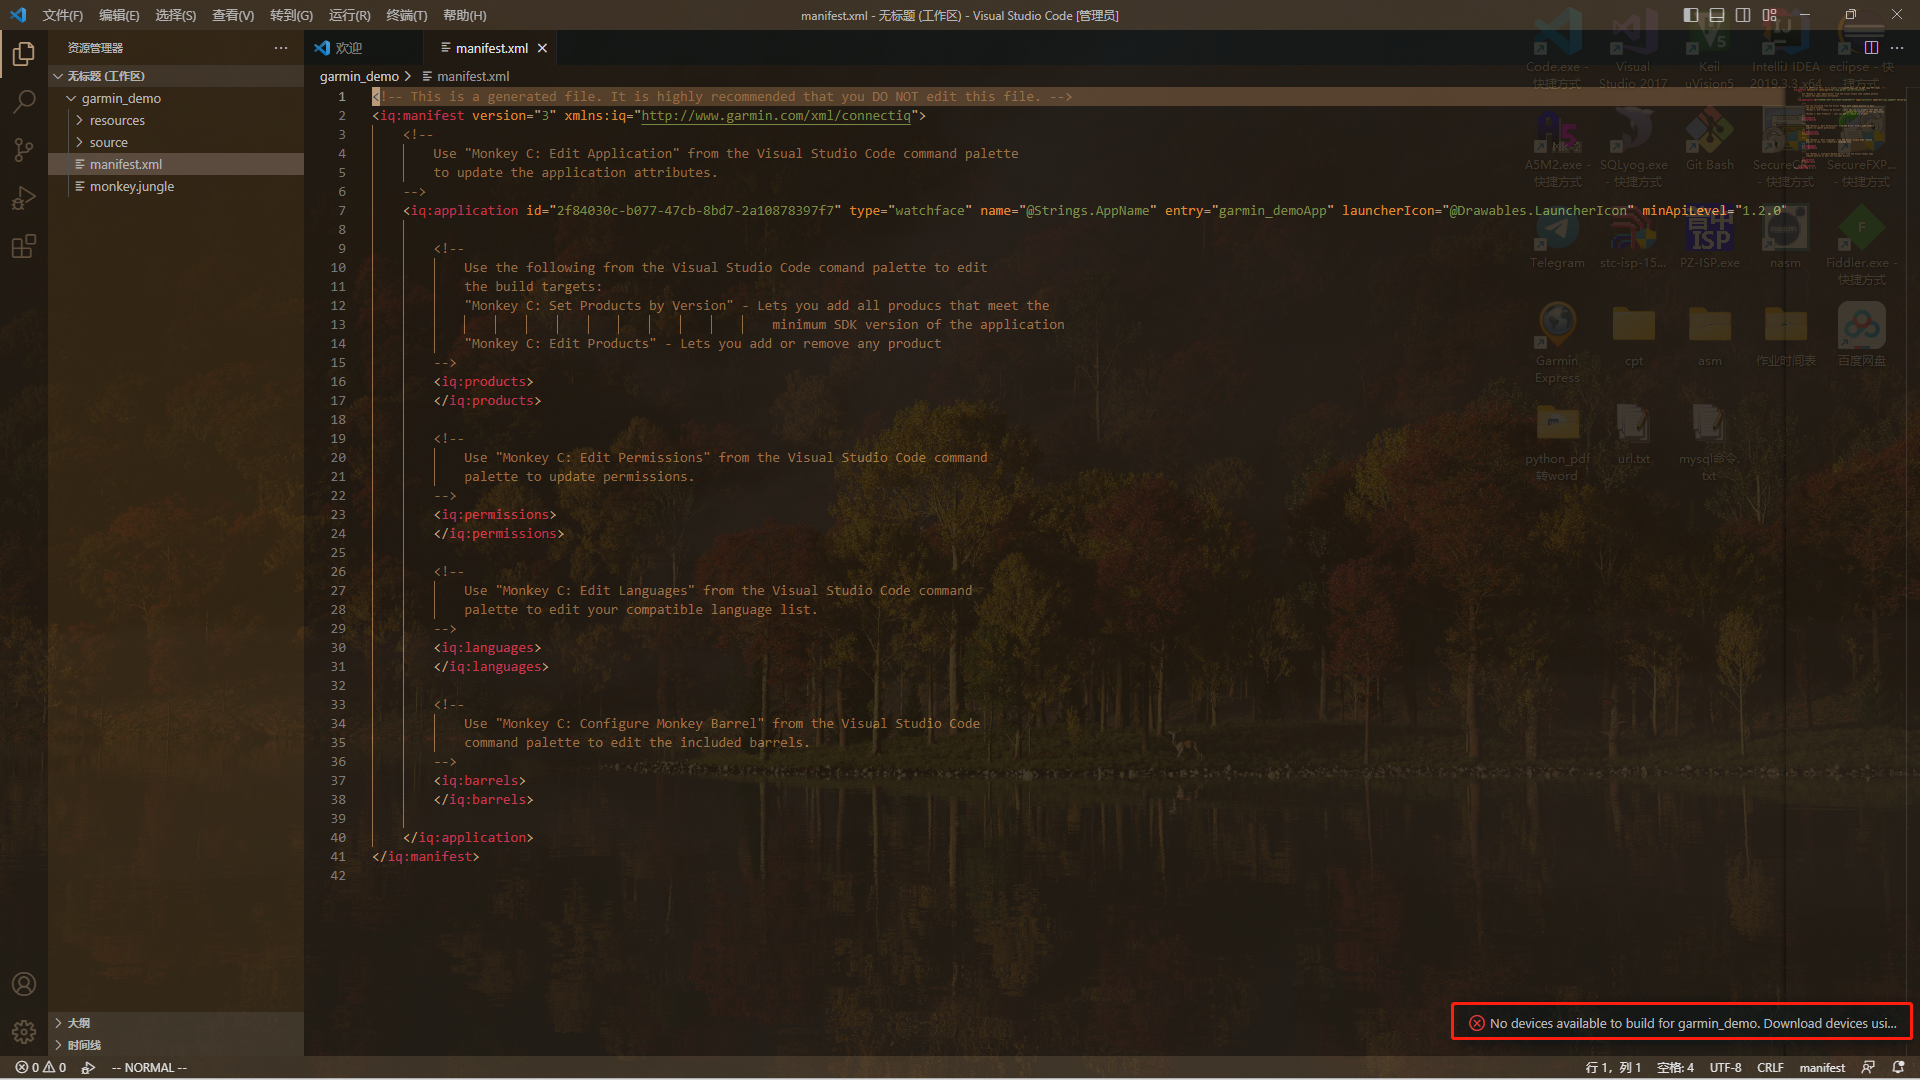 文件(F) 编辑(E) 选择(S) 查看(V) 转到(G) 运行(R) 终端(T) 帮助(H)
manifest.xml - 无标题 (工作区) - Visual Studio Code [管理员]
资源管理器
欢迎
manifest.xml
无标题 (工作区)
garmin_demo
resources
source
manifest.xml
monkey.jungle
garmin_demo > manifest.xml
1 <!-- This is a generated file. It is highly recommended that you DO NOT edit this file. -->
2 <iq:manifest version="3" xmlns:iq="http://www.garmin.com/xml/connectiq">
3 <!--
4 Use "Monkey C: Edit Application" from the Visual Studio Code command palette
5 to update the application attributes.
6 -->
7 <iq:application id="2f84030c-b077-47cb-8bd7-2a10878397f7" type="watchface" name="@Strings.AppName" entry="garmin_demoApp" launcherIcon="@Drawables.LauncherIcon" minApiLevel="1.2.0"
8
9 <!--
10 Use the following from the Visual Studio Code comand palette to edit
11 the build targets:
12 "Monkey C: Set Products by Version" - Lets you add all producs that meet the
13 minimum SDK version of the application
14 "Monkey C: Edit Products" - Lets you add or remove any product
15 -->
16 <iq:products>
17 </iq:products>
18
19 <!--
20 Use "Monkey C: Edit Permissions" from the Visual Studio Code command
21 palette to update permissions.
22 -->
23 <iq:permissions>
24 </iq:permissions>
25
26 <!--
27 Use "Monkey C: Edit Languages" from the Visual Studio Code command
28 palette to edit your compatible language list.
29 -->
30 <iq:languages>
31 </iq:languages>
32
33 <!--
34 Use "Monkey C: Configure Monkey Barrel" from the Visual Studio Code
35 command palette to edit the included barrels.
36 -->
37 <iq:barrels>
38 </iq:barrels>
39
40 </iq:application>
41 </iq:manifest>
42
Code.exe - 快捷方式
Visual Studio 2017
Keil uVision5
IntelliJ IDEA 2019.3.3 x64
eclipse - 快捷方式
A5M2.exe - 快捷方式
SQLyog.exe - 快捷方式
Git Bash
- 快捷方式
SecureFXP... - 快捷方式
Telegram
stc-isp-15...
ISP
PZ-ISP.exe
nasm
Fiddler.exe - 快捷方式
Garmin Express
cpt
asm
作业时间表
百度网盘
python_pdf转word
url.txt
mysql命令.txt
大纲
时间线
No devices available to build for garmin_demo. Download devices usi...
0 0
-- NORMAL --
行 1，列 1 空格: 4 UTF-8 CRLF manifest